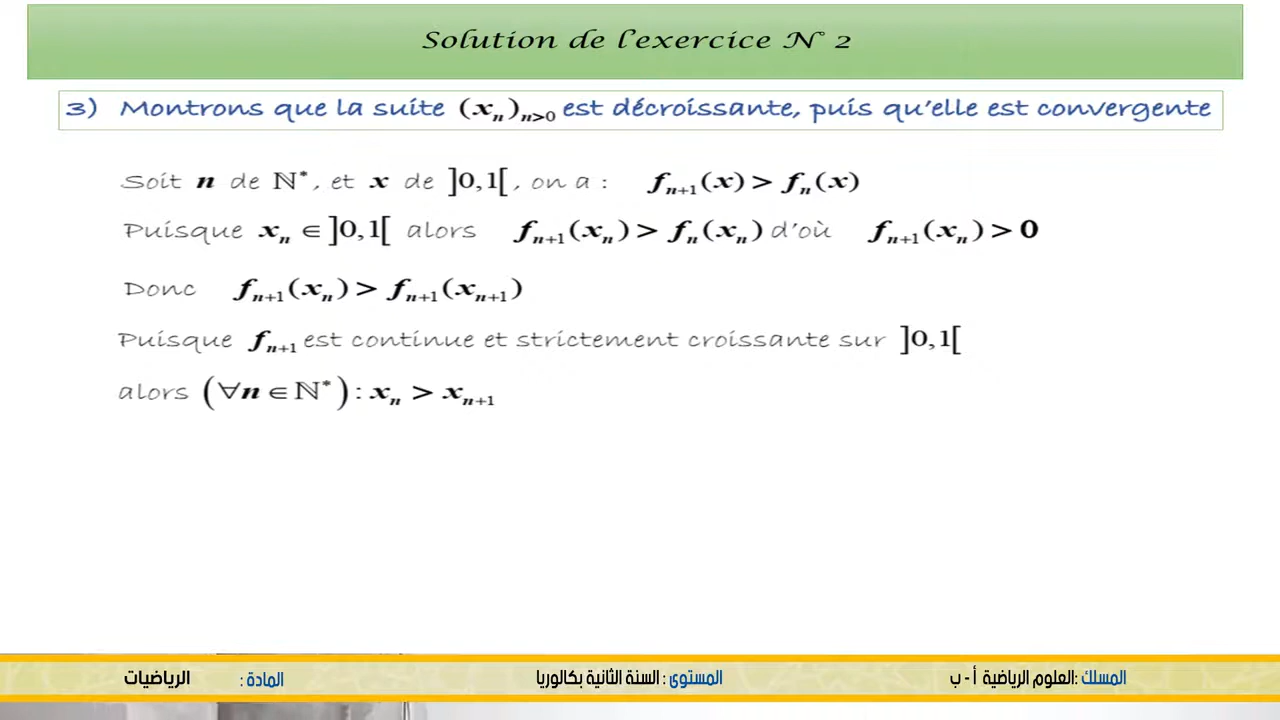 Solution de l'exercice N° 2
3) Montrons que la suite (xₙ)ₙ>₀ est décroissante, puis qu'elle est convergente
Soit n de ℕ*, et x de ]0,1[, on a : fₙ₊₁(x) > fₙ(x)
Puisque xₙ ∈ ]0,1[ alors fₙ₊₁(xₙ) > fₙ(xₙ) d'où fₙ₊₁(xₙ) > 0
Donc fₙ₊₁(xₙ) > fₙ₊₁(xₙ₊₁)
Puisque fₙ₊₁ est continue et strictement croissante sur ]0,1[
alors (∀n ∈ ℕ*) : xₙ > xₙ₊₁
المسلك :العلوم الرياضية أ - ب المستوى : السنة الثانية بكالوريا المادة : الرياضيات